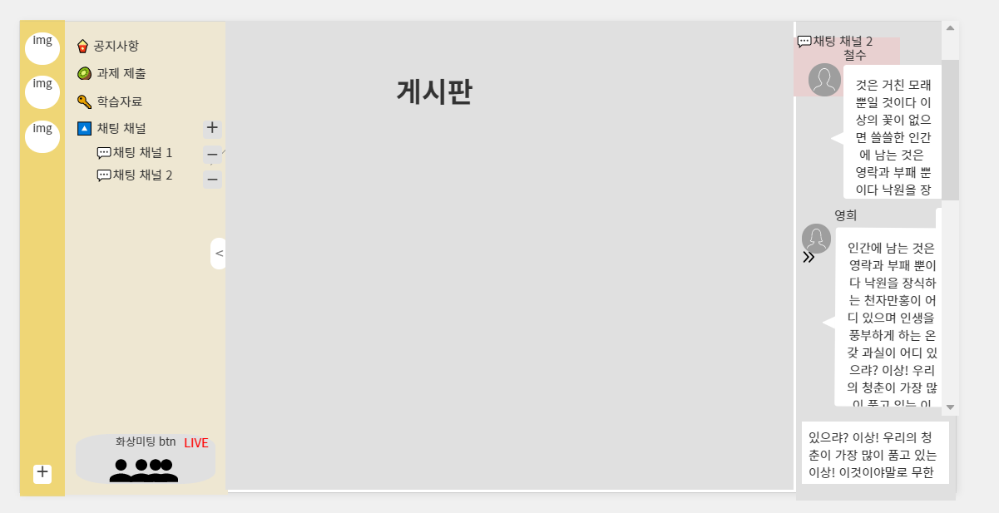 img
img
img
+
공지사항
과제 제출
학습자료
채팅 채널
+
채팅 채널 1
−
채팅 채널 2
−
<
화상미팅 btn LIVE
게시판
채팅 채널 2
철수
것은 거친 모래
뿐일 것이다 이
상의 꽃이 없으
면 쓸쓸한 인간
에 남는 것은
영락과 부패 뿐
이다 낙원을 장
영희
인간에 남는 것은
영락과 부패 뿐이
다 낙원을 장식하
는 천자만홍이 어
디 있으며 인생을
풍부하게 하는 온
갖 과실이 어디 있
으랴? 이상! 우리
의 청춘이 가장 많
이 품고 있는 이
있으랴? 이상! 우리의 청
춘이 가장 많이 품고 있는
이상! 이것이야말로 무한